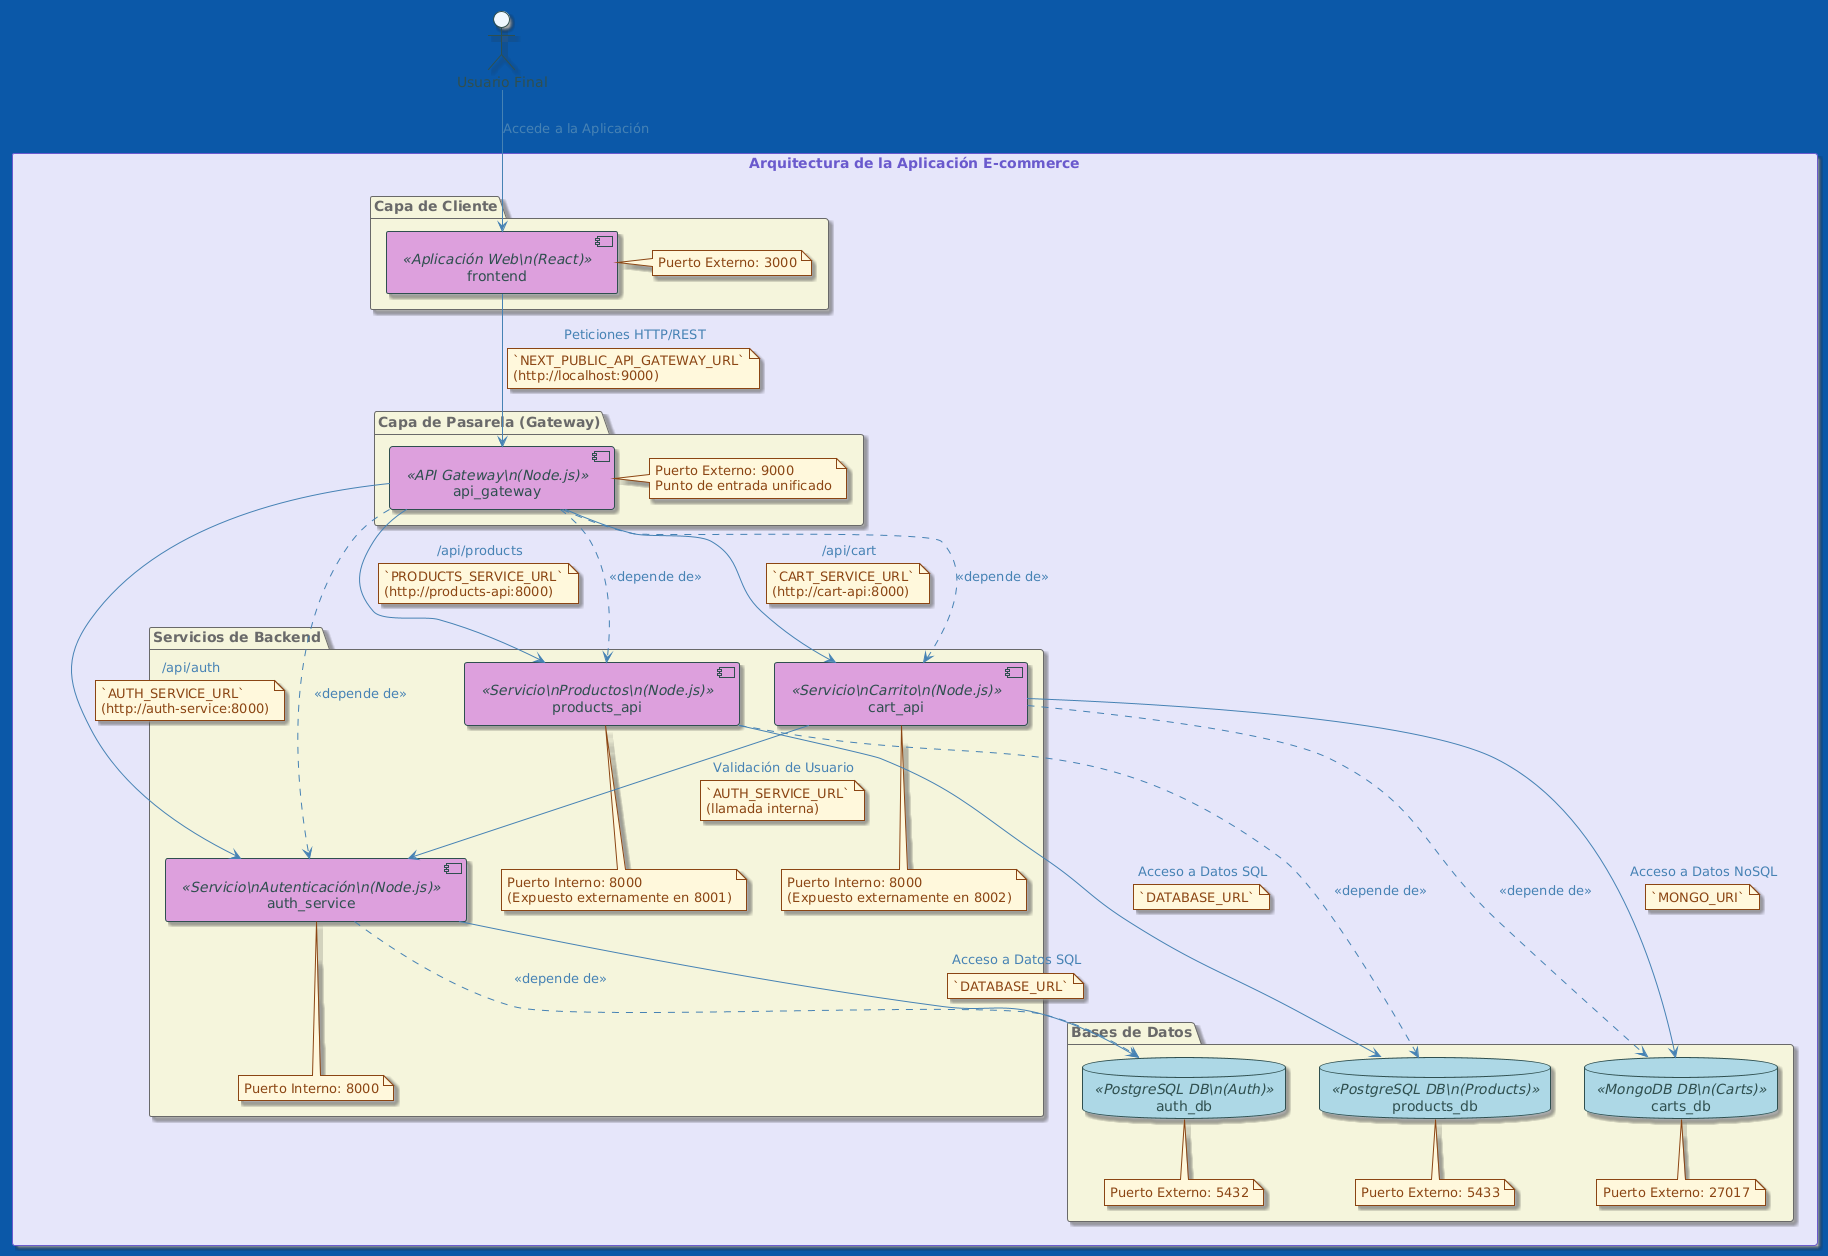 Usuario Final
Accede a la Aplicación
Arquitectura de la Aplicación E-commerce
Capa de Cliente
«Aplicación Web\n(React)»
frontend
Puerto Externo: 3000
Peticiones HTTP/REST
`NEXT_PUBLIC_API_GATEWAY_URL`
(http://localhost:9000)
Capa de Pasarela (Gateway)
«API Gateway\n(Node.js)»
api_gateway
Puerto Externo: 9000
Punto de entrada unificado
/api/products
`PRODUCTS_SERVICE_URL`
(http://products-api:8000)
«depende de»
/api/cart
`CART_SERVICE_URL`
(http://cart-api:8000)
«depende de»
Servicios de Backend
/api/auth
`AUTH_SERVICE_URL`
(http://auth-service:8000)
«depende de»
«Servicio\nProductos\n(Node.js)»
products_api
«Servicio\nCarrito\n(Node.js)»
cart_api
Validación de Usuario
`AUTH_SERVICE_URL`
(llamada interna)
«Servicio\nAutenticación\n(Node.js)»
auth_service
Puerto Interno: 8000
(Expuesto externamente en 8001)
Puerto Interno: 8000
(Expuesto externamente en 8002)
Acceso a Datos SQL
`DATABASE_URL`
«depende de»
«depende de»
Acceso a Datos NoSQL
`MONGO_URI`
«depende de»
Acceso a Datos SQL
`DATABASE_URL`
Puerto Interno: 8000
Bases de Datos
«PostgreSQL DB\n(Auth)»
auth_db
«PostgreSQL DB\n(Products)»
products_db
«MongoDB DB\n(Carts)»
carts_db
Puerto Externo: 5432
Puerto Externo: 5433
Puerto Externo: 27017